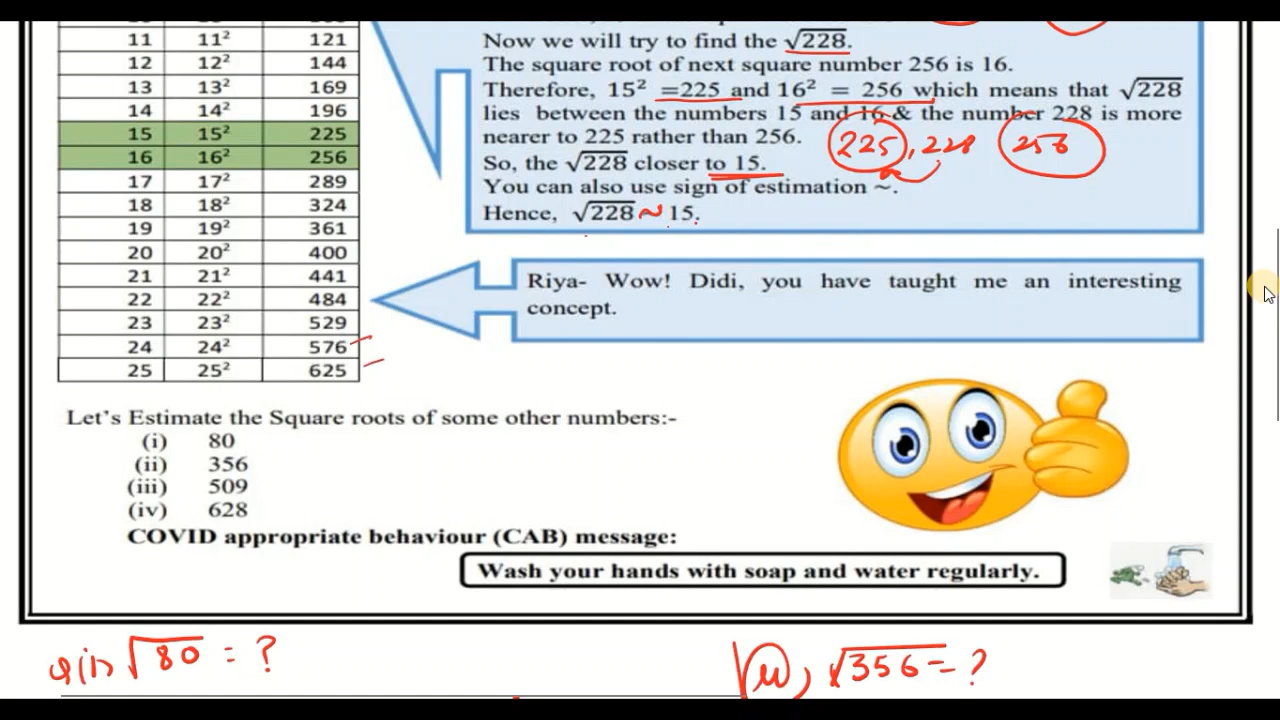 11 11² 121
12 12² 144
13 13² 169
14 14² 196
15 15² 225
16 16² 256
17 17² 289
18 18² 324
19 19² 361
20 20² 400
21 21² 441
22 22² 484
23 23² 529
24 24² 576
25 25² 625
Now we will try to find the √228.
The square root of next square number 256 is 16.
Therefore, 15² =225 and 16² = 256 which means that √228
lies between the numbers 15 and 16 & the number 228 is more
nearer to 225 rather than 256.
225, 228 256
So, the √228 closer to 15.
You can also use sign of estimation ~.
Hence, √228 ~ 15.
Riya- Wow! Didi, you have taught me an interesting
concept.
Let's Estimate the Square roots of some other numbers:-
(i) 80
(ii) 356
(iii) 509
(iv) 628
COVID appropriate behaviour (CAB) message:
Wash your hands with soap and water regularly.
√80 = ?
√356 = ?